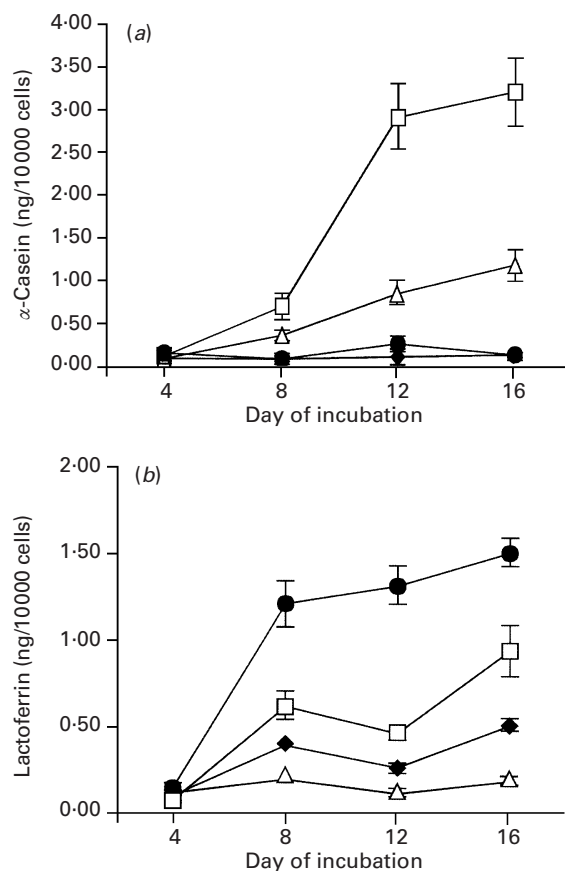 (a)
α-Casein (ng/10000 cells)
4·00
3·50
3·00
2·50
2·00
1·50
1·00
0·50
0·00
4 8 12 16
Day of incubation
(b)
Lactoferrin (ng/10000 cells)
2·00
1·50
1·00
0·50
0·00
4 8 12 16
Day of incubation